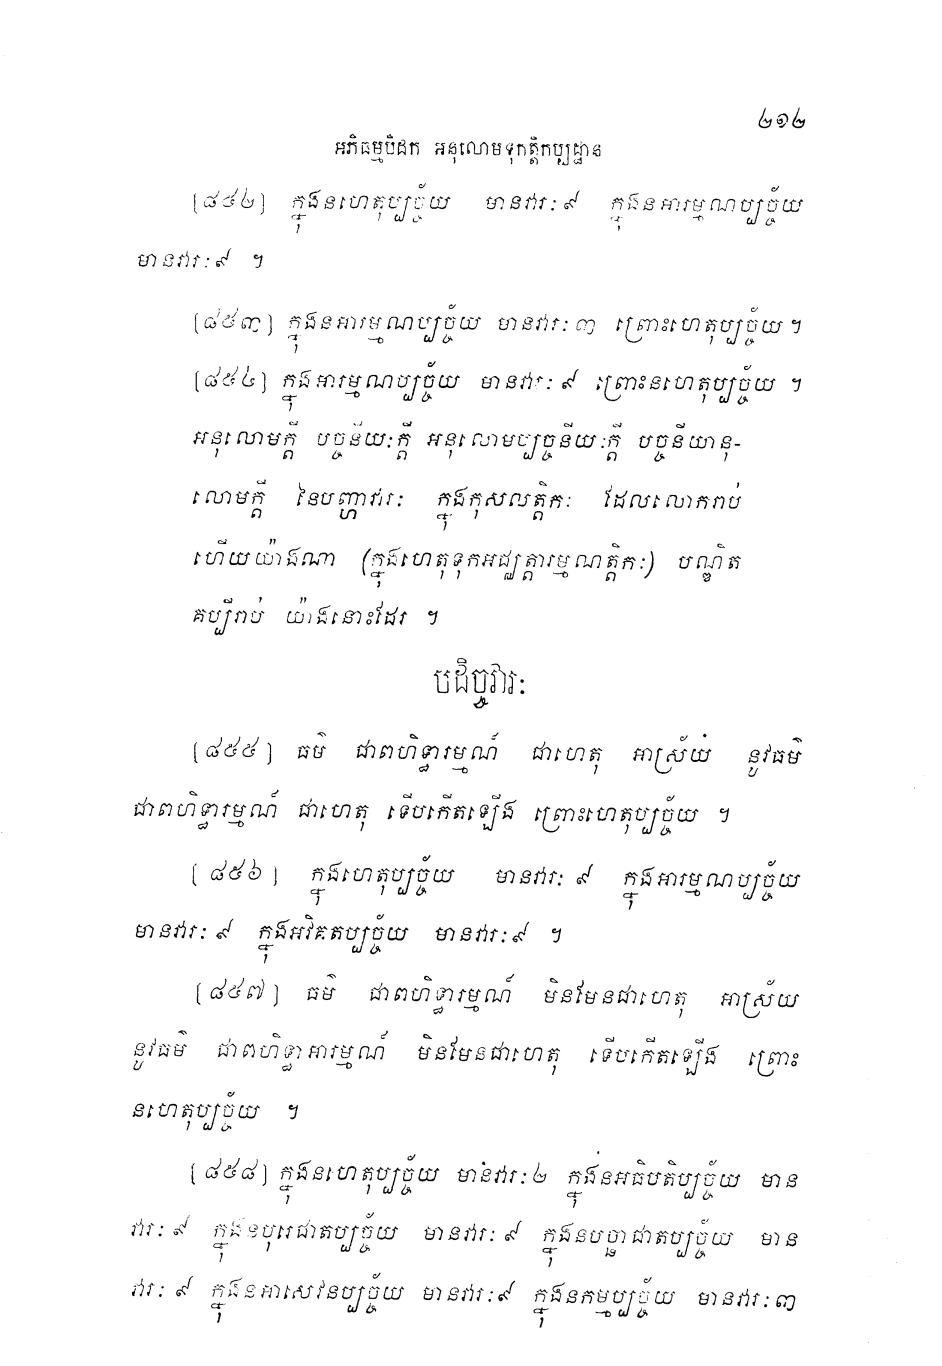 ២១២
អភិធម្មបិដក អនុលោមទុកត្តិកប្បដ្ឋាន
[៨៥២] ក្នុងនហេតុប្បច្ច័យ មានវារៈ៩ ក្នុងនអារម្មណប្បច្ច័យ
មានវារៈ៩ ។
[៨៥៣] ក្នុងនអារម្មណប្បច្ច័យ មានវារៈ៣ ព្រោះហេតុប្បច្ច័យ។
[៨៥៤] ក្នុងអារម្មណប្បច្ច័យ មានវារៈ៩ ព្រោះនហេតុប្បច្ច័យ ។
អនុលោមក្តី បច្ចនីយៈក្តី អនុលោមប្បច្ចនីយៈក្តី បច្ចនីយានុ-
លោមក្តី នៃបញ្ហាវារៈ ក្នុងកុសលត្តិកៈ ដែលលោករាប់
ហើយយ៉ាងណា (ក្នុងហេតុទុកអជ្ឈត្តារម្មណត្តិកៈ) បណ្ឌិត
គប្បីរាប់ យ៉ាងនោះដែរ ។
បដិច្ចវារៈ
[៨៥៥] ធម៌ ជាពហិទ្ធារម្មណ៍ ជាហេតុ អាស្រ័យ នូវធម៌
ជាពហិទ្ធារម្មណ៍ ជាហេតុ ទើបកើតឡើង ព្រោះហេតុប្បច្ច័យ ។
[៨៥៦] ក្នុងហេតុប្បច្ច័យ មានវារៈ ៩ ក្នុងអារម្មណប្បច្ច័យ
មានវារៈ ៩ ក្នុងអវិគតប្បច្ច័យ មានវារៈ៩ ។
[៨៥៧] ធម៌ ជាពហិទ្ធារម្មណ៍ មិនមែនជាហេតុ អាស្រ័យ
នូវធម៌ ជាពហិទ្ធាអារម្មណ៍ មិនមែនជាហេតុ ទើបកើតឡើង ព្រោះ
នហេតុប្បច្ច័យ ។
[៨៥៨] ក្នុងនហេតុប្បច្ច័យ មានវារៈ២ ក្នុងនអធិបតិប្បច្ច័យ មាន
វារៈ ៩ ក្នុងនបុរេជាតប្បច្ច័យ មានវារៈ ៩ ក្នុងនបច្ឆាជាតប្បច្ច័យ មាន
វារៈ ៩ ក្នុងនអាសេវនប្បច្ច័យ មានវារៈ៩ ក្នុងនកម្មប្បច្ច័យ មានវារៈ៣